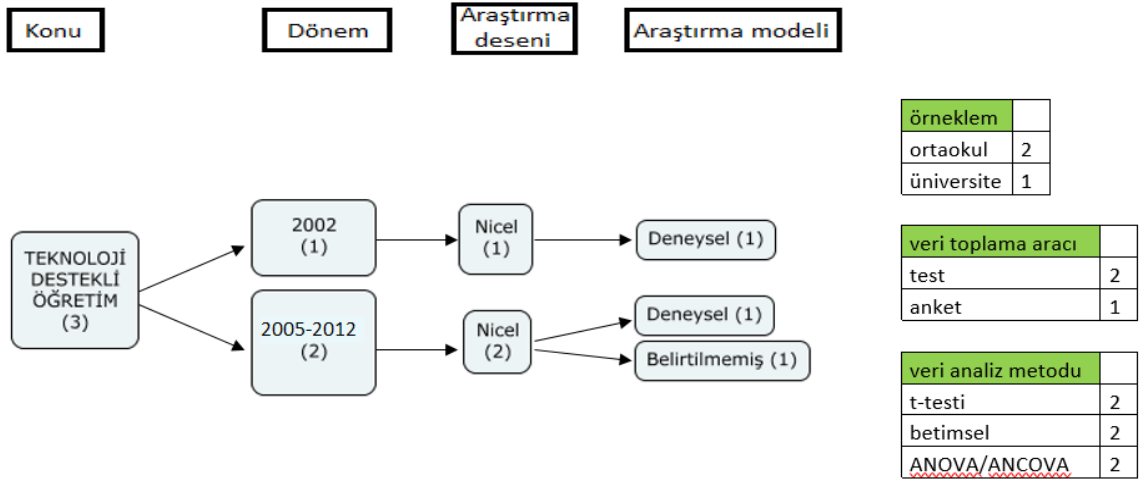 Konu
Dönem
Araştırma
deseni
Araştırma modeli
TEKNOLOJİ
DESTEKLİ
ÖĞRETİM
(3)
2002
(1)
Nicel
(1)
Deneysel (1)
2005-2012
(2)
Nicel
(2)
Deneysel (1)
Belirtilmemiş (1)
örneklem
ortaokul 2
üniversite 1
veri toplama aracı
test 2
anket 1
veri analiz metodu
t-testi 2
betimsel 2
ANOVA/ANCOVA 2